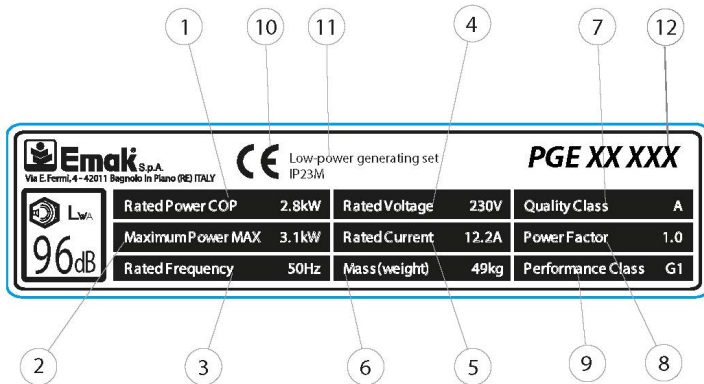 1 10 11 4 7 12
Emak S.p.A.
Via E. Fermi, 4 - 42011 Bagnolo In Piano (RE) ITALY
CE
Low-power generating set
IP23M
PGE XX XXX
LWA
96dB
Rated Power COP 2.8kW Rated Voltage 230V Quality Class A
Maximum Power MAX 3.1kW Rated Current 12.2A Power Factor 1.0
Rated Frequency 50Hz Mass(weight) 49kg Performance Class G1
2 3 6 5 9 8